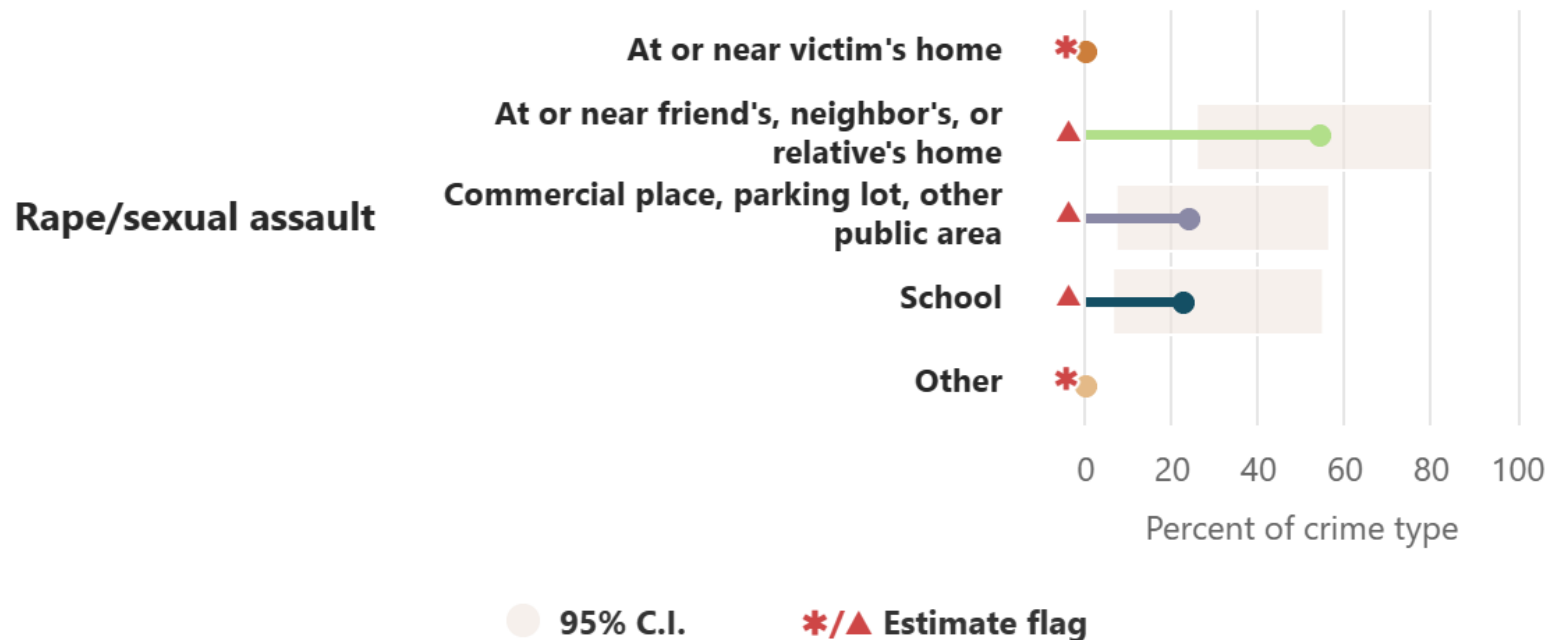 At or near victim's home
At or near friend's, neighbor's, or
relative's home
Commercial place, parking lot, other
public area
Rape/sexual assault
School
Other
0 20 40 60 80 100
Percent of crime type
95% C.I.
✱/▲ Estimate flag